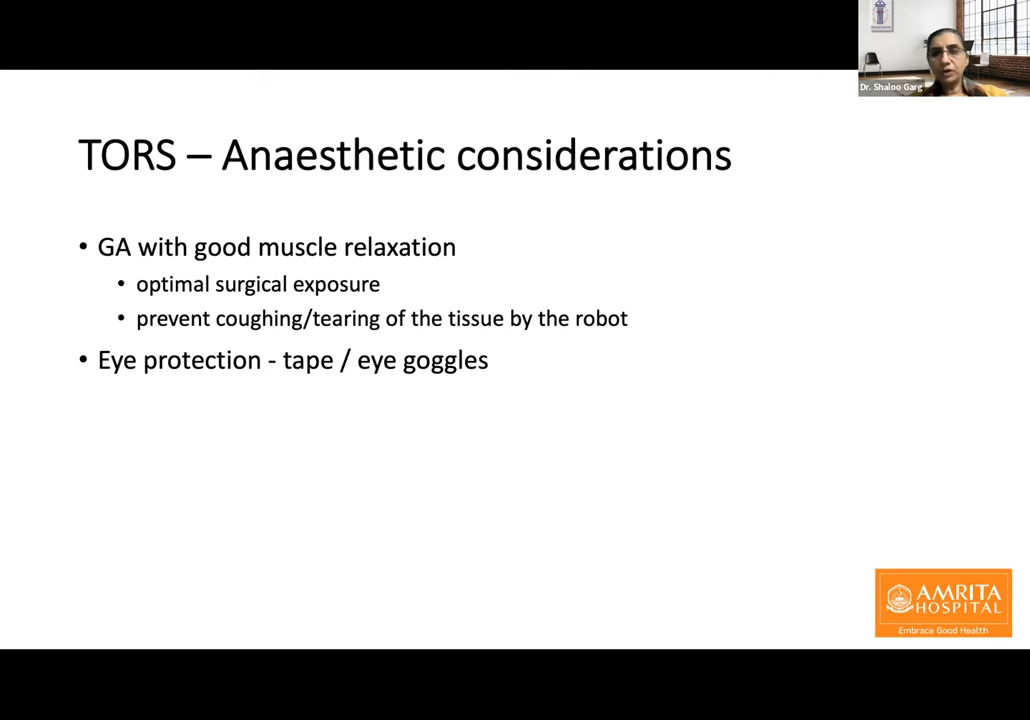 Dr. Shaloo Garg
TORS – Anaesthetic considerations
• GA with good muscle relaxation
• optimal surgical exposure
• prevent coughing/tearing of the tissue by the robot
• Eye protection - tape / eye goggles
AMRITA
HOSPITAL
Embrace Good Health